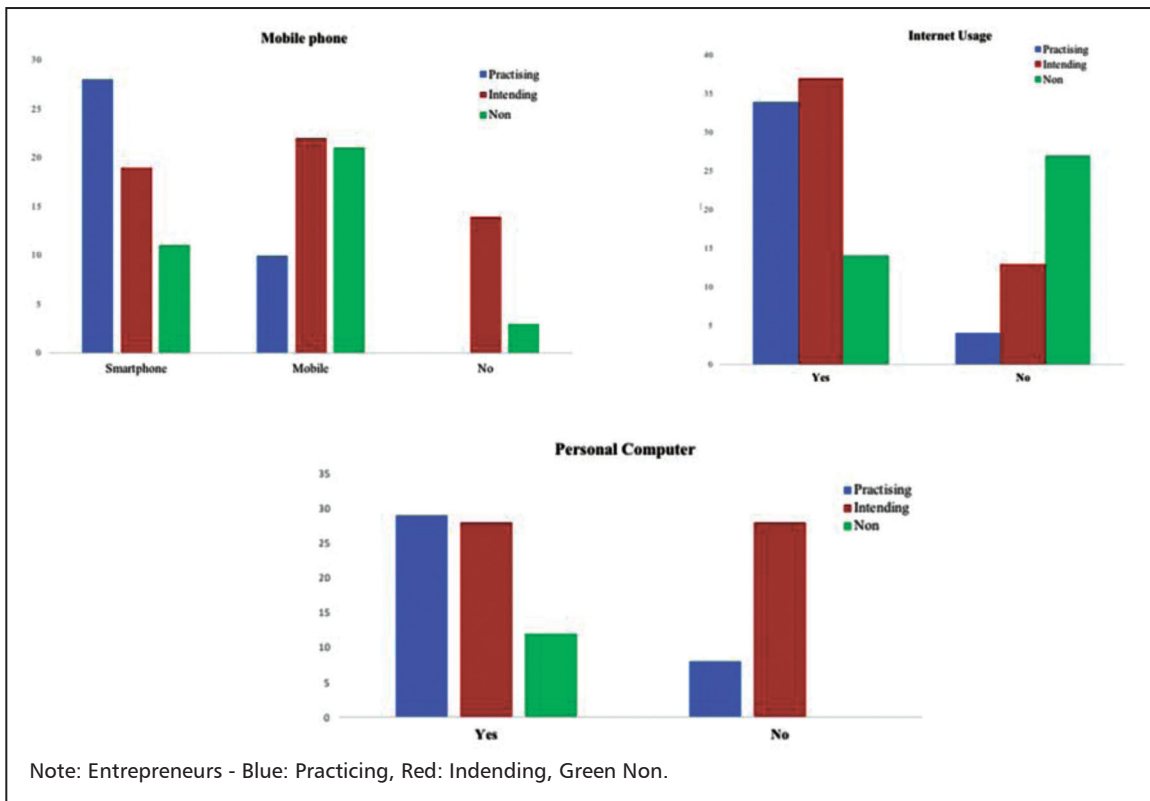 Mobile phone
30
25
20
15
10
5
0
Smartphone
Mobile
No
Practising
Intending
Non
Internet Usage
40
35
30
25
20
15
10
5
0
Yes
No
Practising
Intending
Non
Personal Computer
35
30
25
20
15
10
5
0
Yes
No
Practising
Intending
Non
Note: Entrepreneurs - Blue: Practicing, Red: Indending, Green Non.